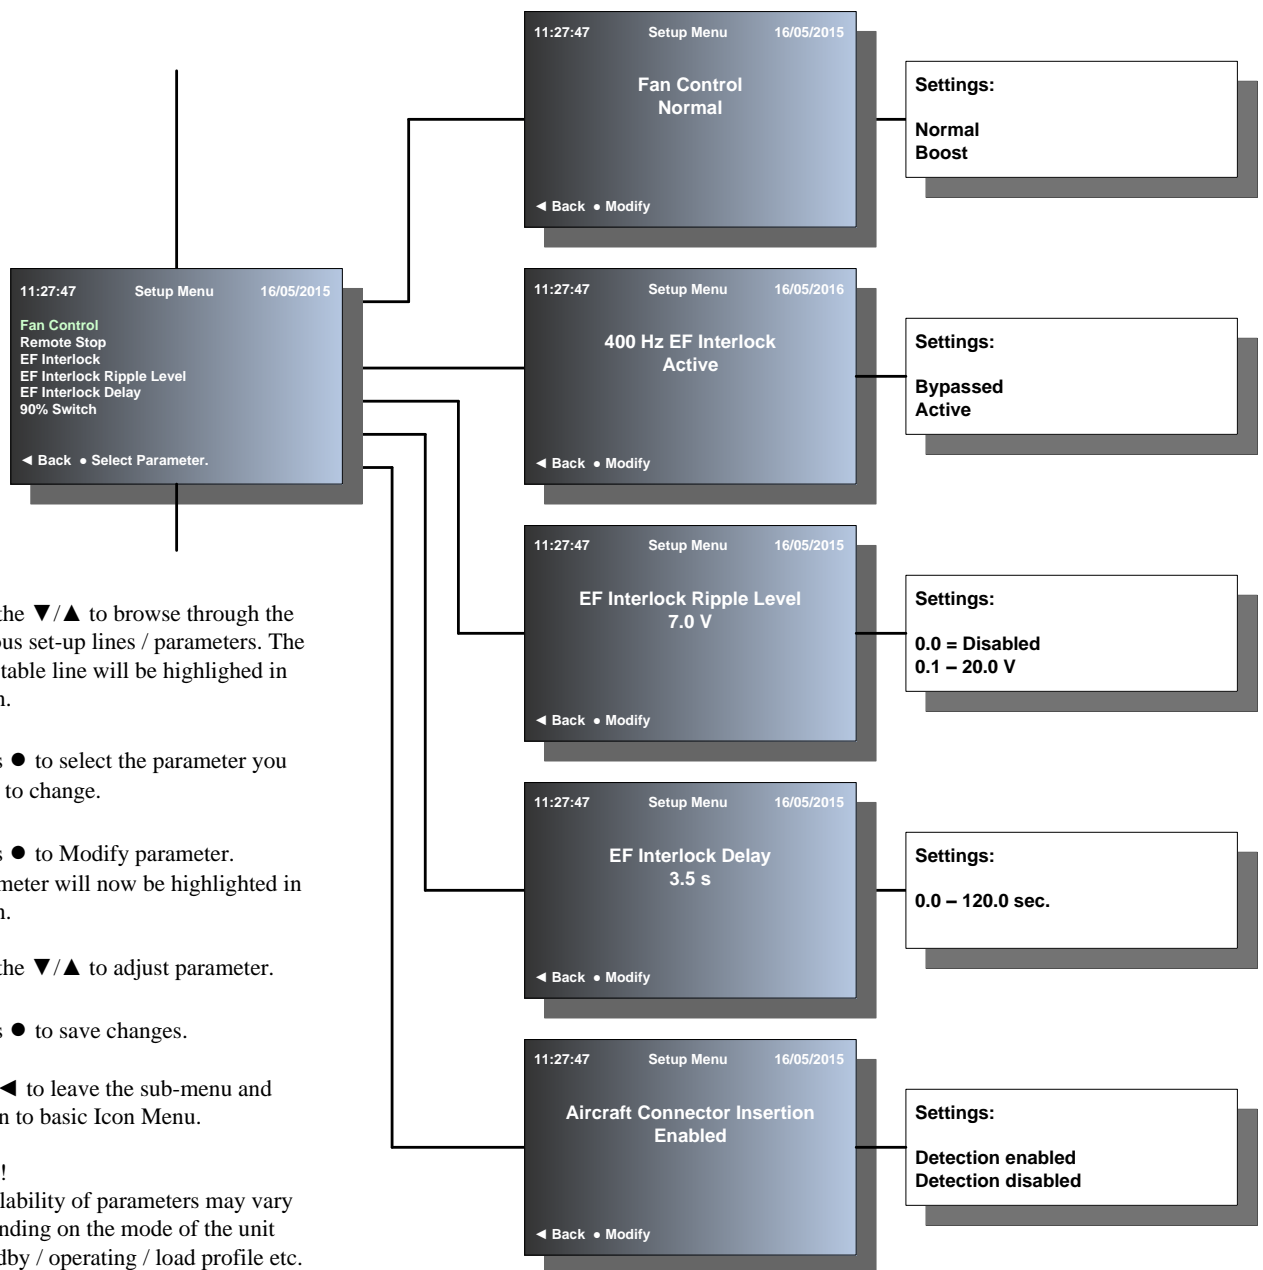 11:27:47 Setup Menu 16/05/2015
Fan Control
Normal
◄ Back ● Modify
Settings:
Normal
Boost
11:27:47 Setup Menu 16/05/2015
Fan Control
Remote Stop
EF Interlock
EF Interlock Ripple Level
EF Interlock Delay
90% Switch
◄ Back ● Select Parameter.
11:27:47 Setup Menu 16/05/2016
400 Hz EF Interlock
Active
◄ Back ● Modify
Settings:
Bypassed
Active
11:27:47 Setup Menu 16/05/2015
EF Interlock Ripple Level
7.0 V
◄ Back ● Modify
Settings:
0.0 = Disabled
0.1 – 20.0 V
the ▼/▲ to browse through the
ous set-up lines / parameters. The
table line will be highlighed in
n.
s ● to select the parameter you
to change.
s ● to Modify parameter.
meter will now be highlighted in
n.
the ▼/▲ to adjust parameter.
s ● to save changes.
◄ to leave the sub-menu and
n to basic Icon Menu.
!
lability of parameters may vary
nding on the mode of the unit
dby / operating / load profile etc.
11:27:47 Setup Menu 16/05/2015
EF Interlock Delay
3.5 s
◄ Back ● Modify
Settings:
0.0 – 120.0 sec.
11:27:47 Setup Menu 16/05/2015
Aircraft Connector Insertion
Enabled
◄ Back ● Modify
Settings:
Detection enabled
Detection disabled